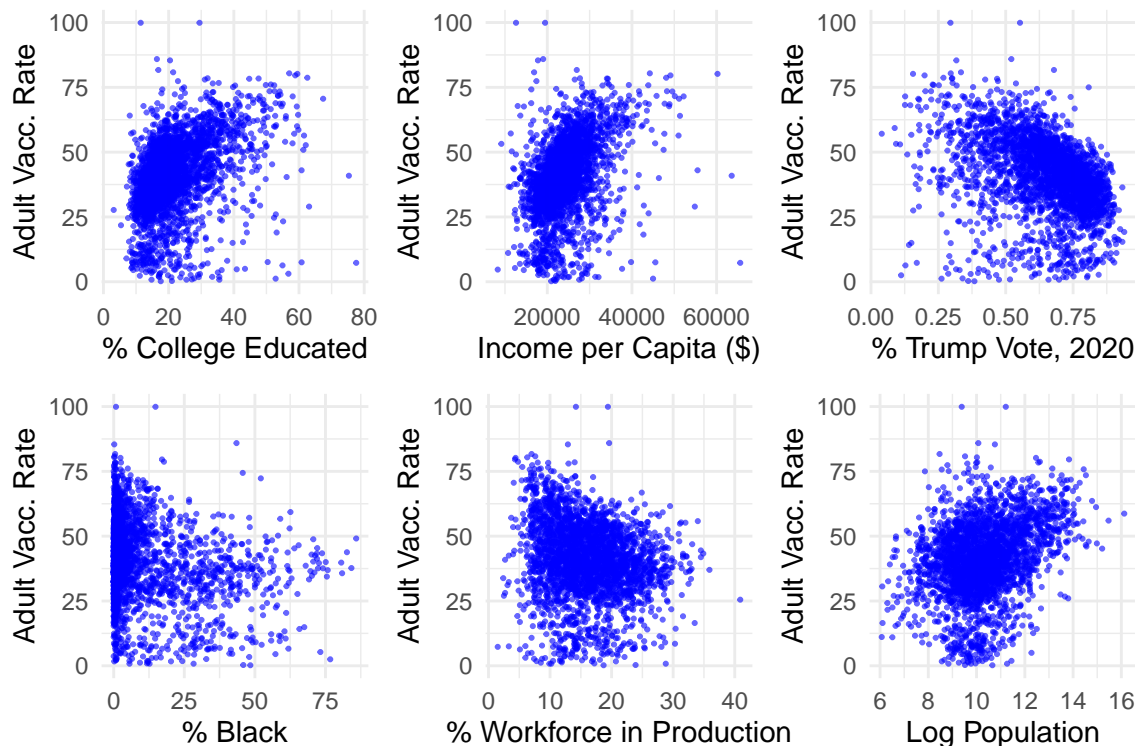 100
75
50
25
0
Adult Vacc. Rate
0 20 40 60 80
% College Educated
100
75
50
25
0
Adult Vacc. Rate
20000 40000 60000
Income per Capita ($)
100
75
50
25
0
Adult Vacc. Rate
0.00 0.25 0.50 0.75
% Trump Vote, 2020
100
75
50
25
0
Adult Vacc. Rate
0 25 50 75
% Black
100
75
50
25
0
Adult Vacc. Rate
0 10 20 30 40
% Workforce in Production
100
75
50
25
0
Adult Vacc. Rate
6 8 10 12 14 16
Log Population